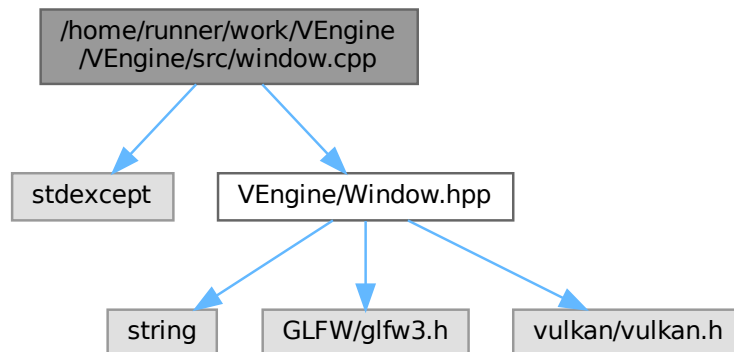 /home/runner/work/VEngine
/VEngine/src/window.cpp
stdexcept
VEngine/Window.hpp
string
GLFW/glfw3.h
vulkan/vulkan.h